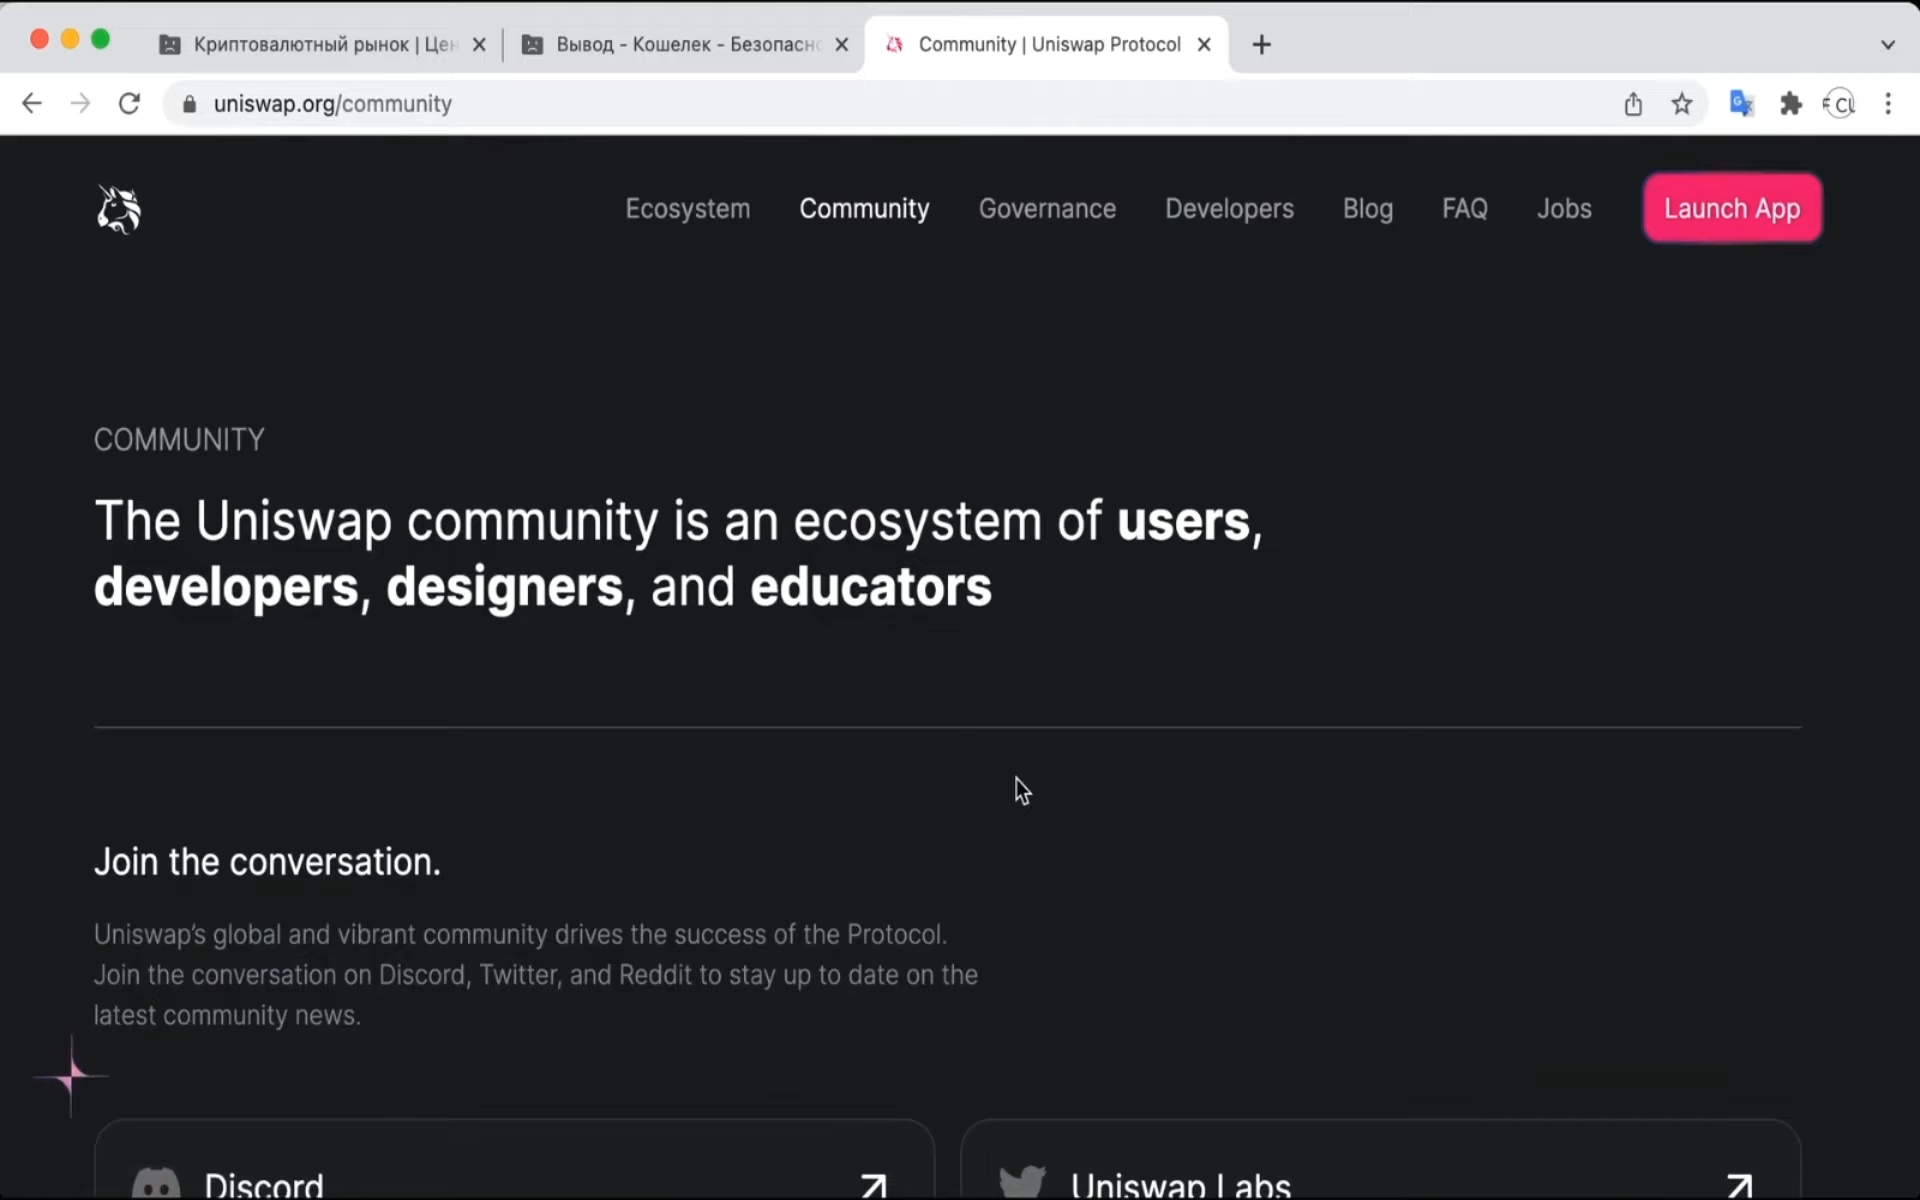 Криптовалютный рынок | Цен
Вывод - Кошелек - Безопасно
Community | Uniswap Protocol
uniswap.org/community
Ecosystem
Community
Governance
Developers
Blog
FAQ
Jobs
Launch App
COMMUNITY
The Uniswap community is an ecosystem of users,
developers, designers, and educators
Join the conversation.
Uniswap's global and vibrant community drives the success of the Protocol.
Join the conversation on Discord, Twitter, and Reddit to stay up to date on the
latest community news.
Discord
Uniswap Labs